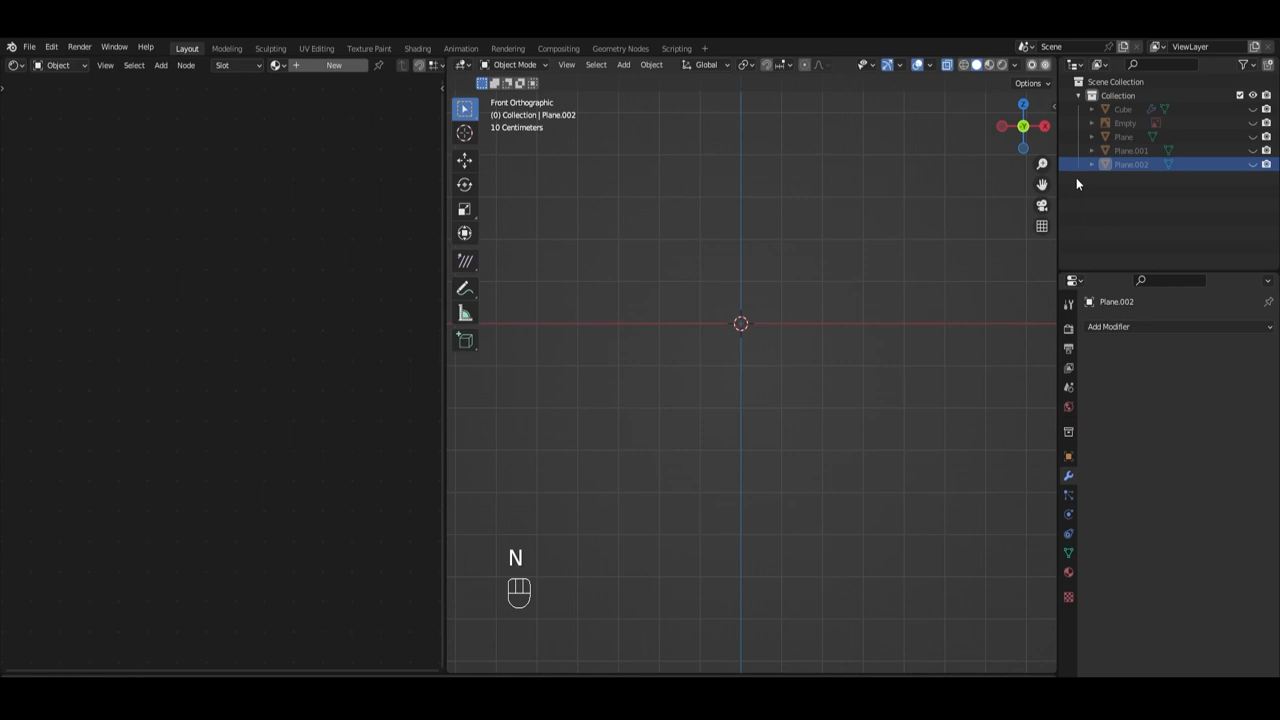 File Edit Render Window Help Layout Modeling Sculpting UV Editing Texture Paint Shading Animation Rendering Compositing Geometry Nodes Scripting + Scene ViewLayer
Object View Select Add Node Slot New Object Mode View Select Add Object Global
Options
Scene Collection
Collection
Cube
Empty
Plane
Plane.001
Plane.002
Front Orthographic
(0) Collection | Plane.002
10 Centimeters
Z
-Y
X
Plane.002
Add Modifier
N